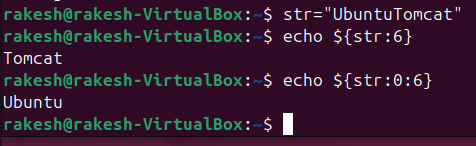 rakesh@rakesh-VirtualBox:~$ str="UbuntuTomcat"
rakesh@rakesh-VirtualBox:~$ echo ${str:6}
Tomcat
rakesh@rakesh-VirtualBox:~$ echo ${str:0:6}
Ubuntu
rakesh@rakesh-VirtualBox:~$